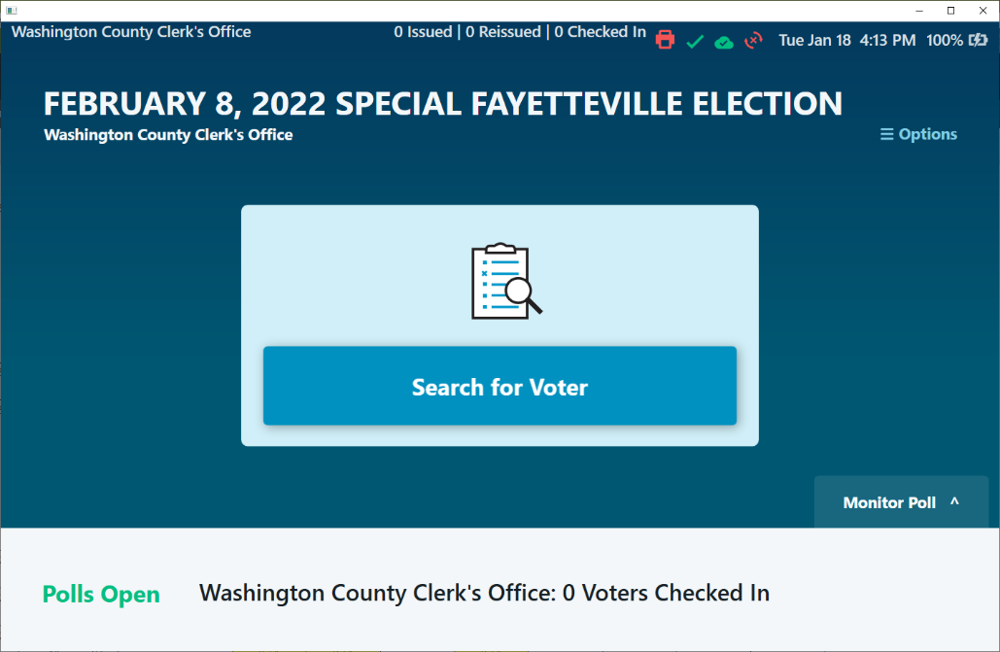 Washington County Clerk's Office
0 Issued | 0 Reissued | 0 Checked In
Tue Jan 18 4:13 PM 100%
FEBRUARY 8, 2022 SPECIAL FAYETTEVILLE ELECTION
Washington County Clerk's Office
☰ Options
Search for Voter
Monitor Poll ^
Polls Open
Washington County Clerk's Office: 0 Voters Checked In